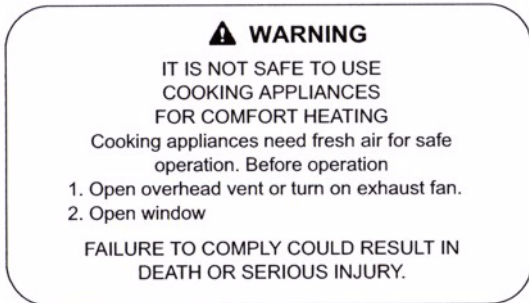 WARNING
IT IS NOT SAFE TO USE
COOKING APPLIANCES
FOR COMFORT HEATING
Cooking appliances need fresh air for safe
operation. Before operation
1. Open overhead vent or turn on exhaust fan.
2. Open window
FAILURE TO COMPLY COULD RESULT IN
DEATH OR SERIOUS INJURY.